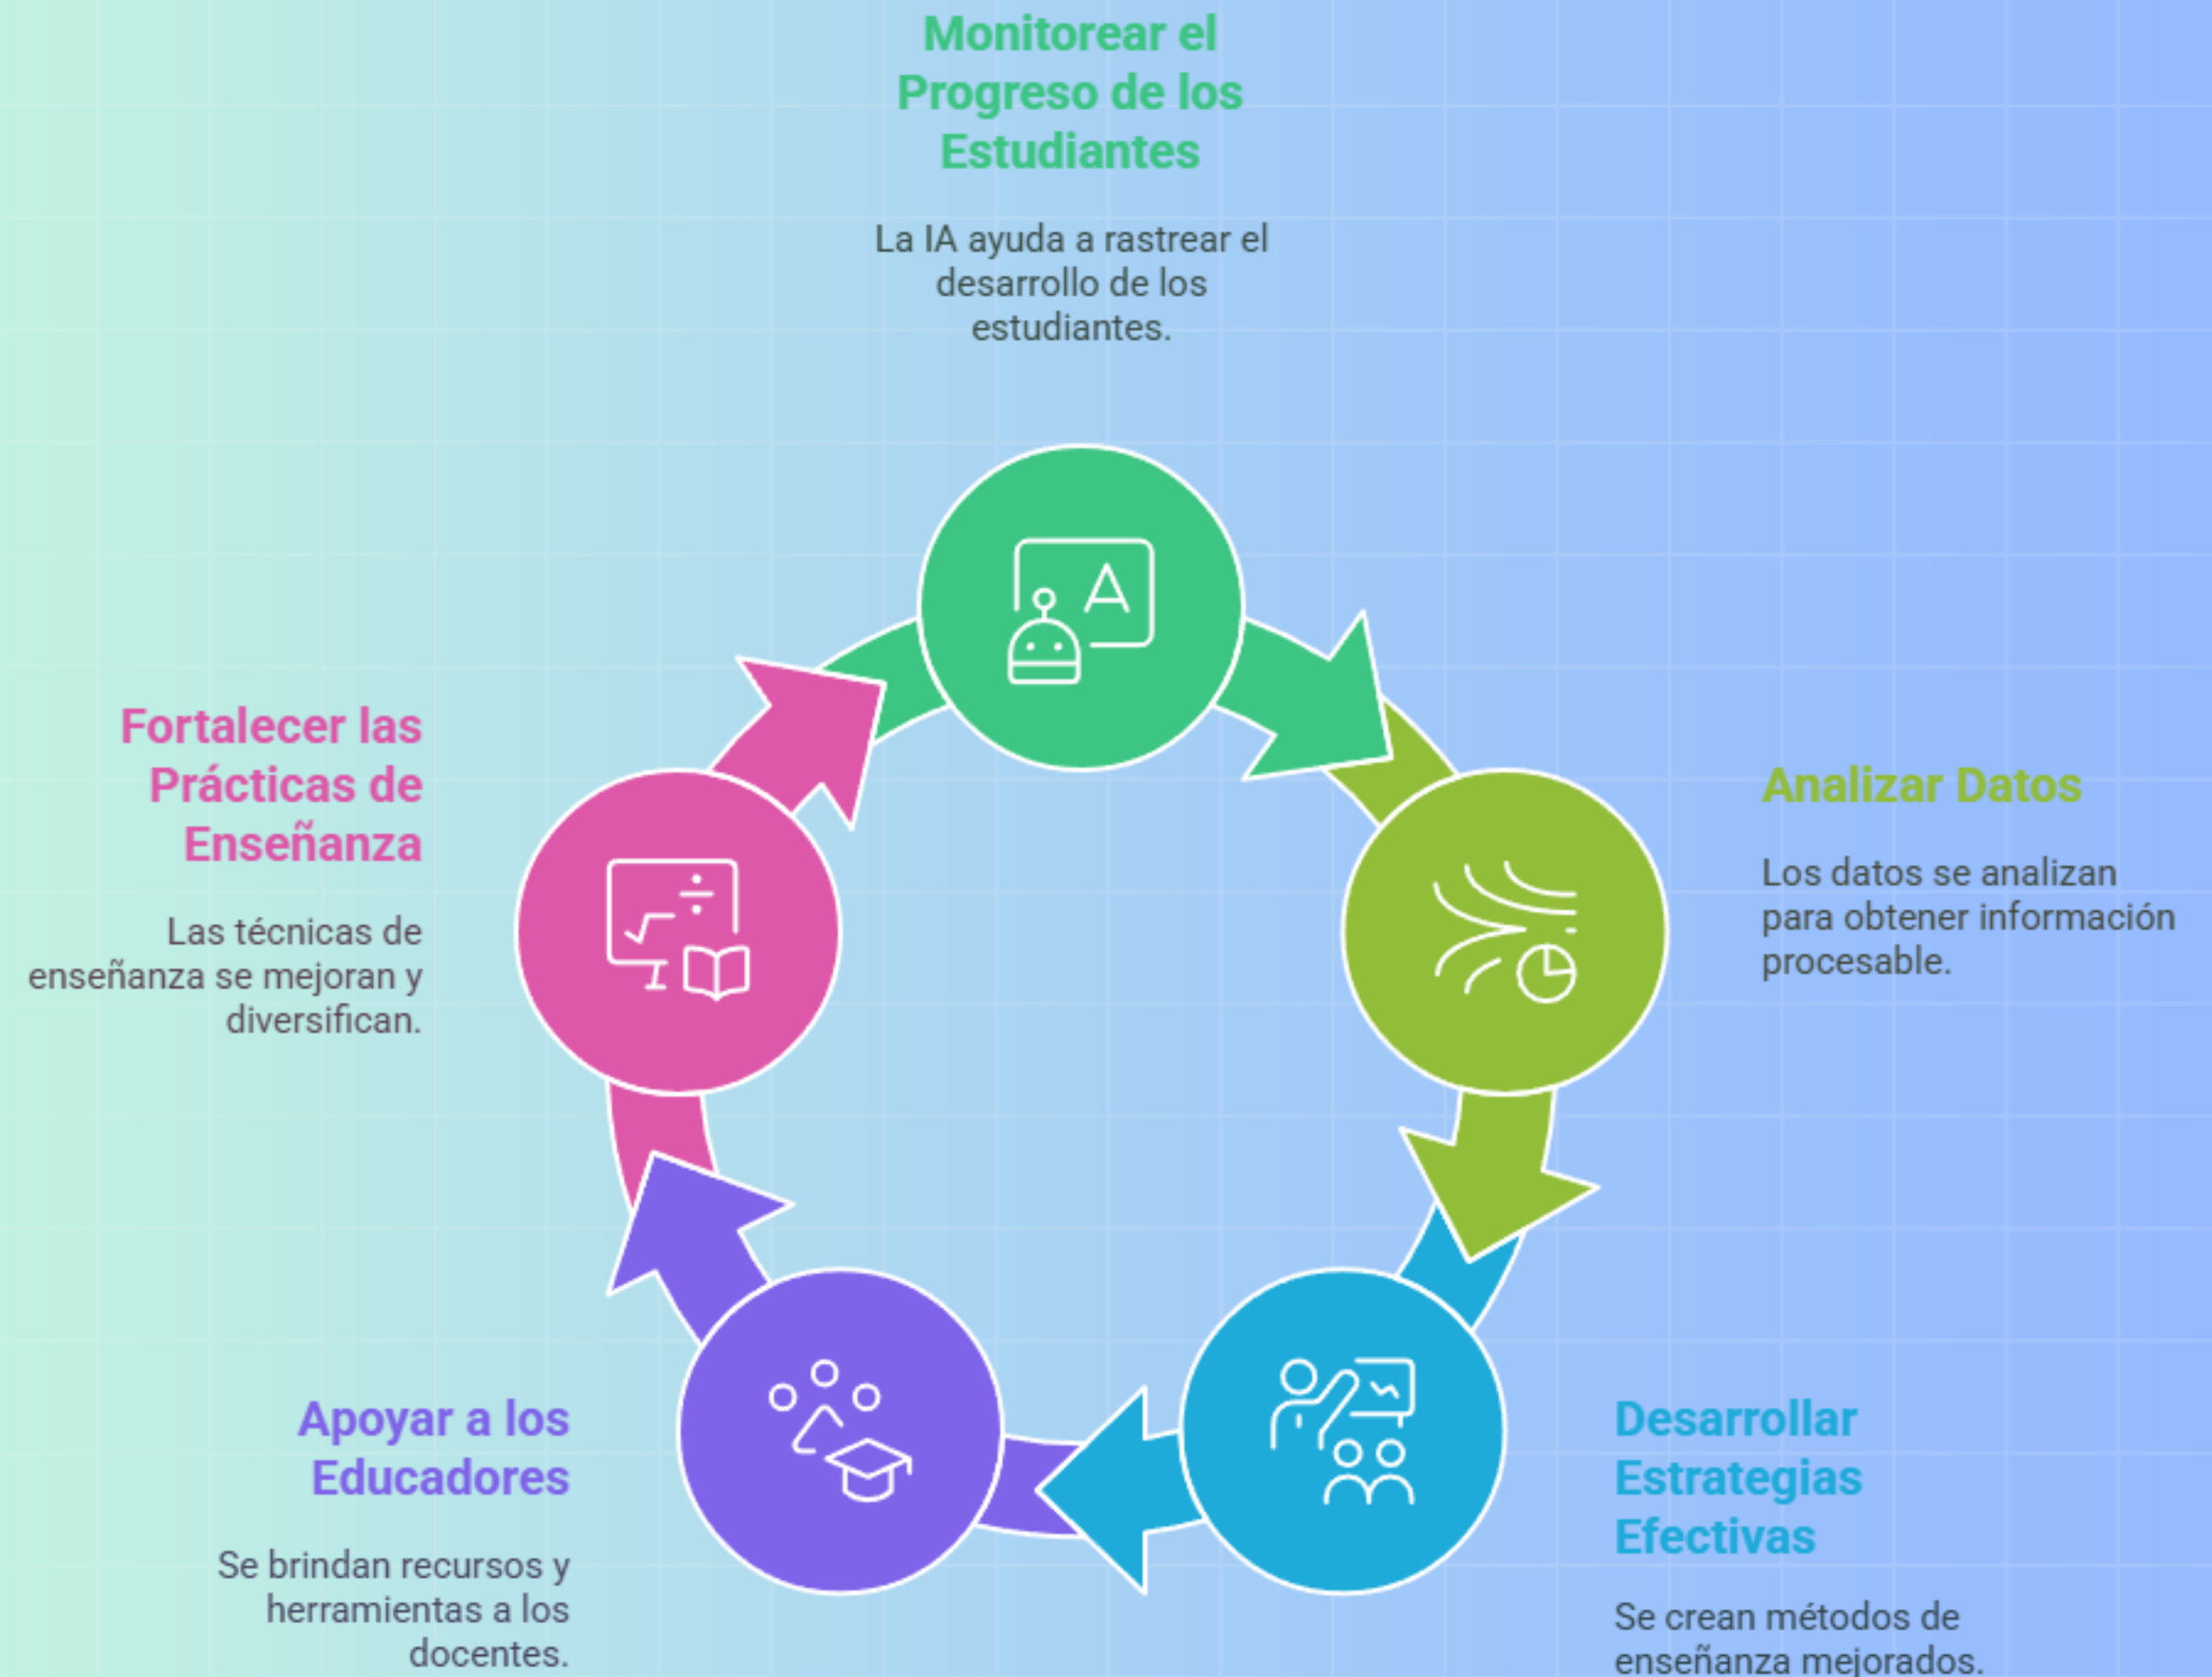 Monitorear el
Progreso de los
Estudiantes
La IA ayuda a rastrear el
desarrollo de los
estudiantes.
A
Analizar Datos
Los datos se analizan
para obtener información
procesable.
Desarrollar
Estrategias
Efectivas
Se crean métodos de
enseñanza mejorados.
Apoyar a los
Educadores
Se brindan recursos y
herramientas a los
docentes.
Fortalecer las
Prácticas de
Enseñanza
Las técnicas de
enseñanza se mejoran y
diversifican.